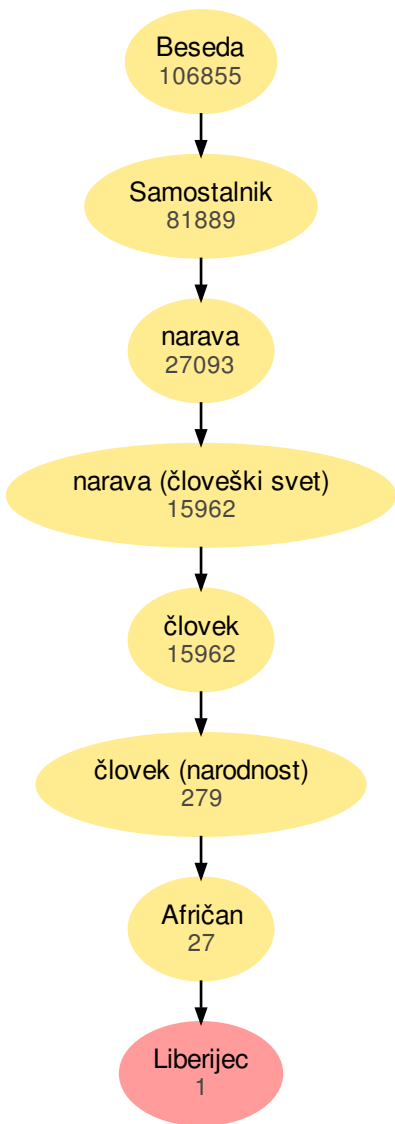 Beseda
106855
Samostalnik
81889
narava
27093
narava (človeški svet)
15962
človek
15962
človek (narodnost)
279
Afričan
27
Liberijec
1